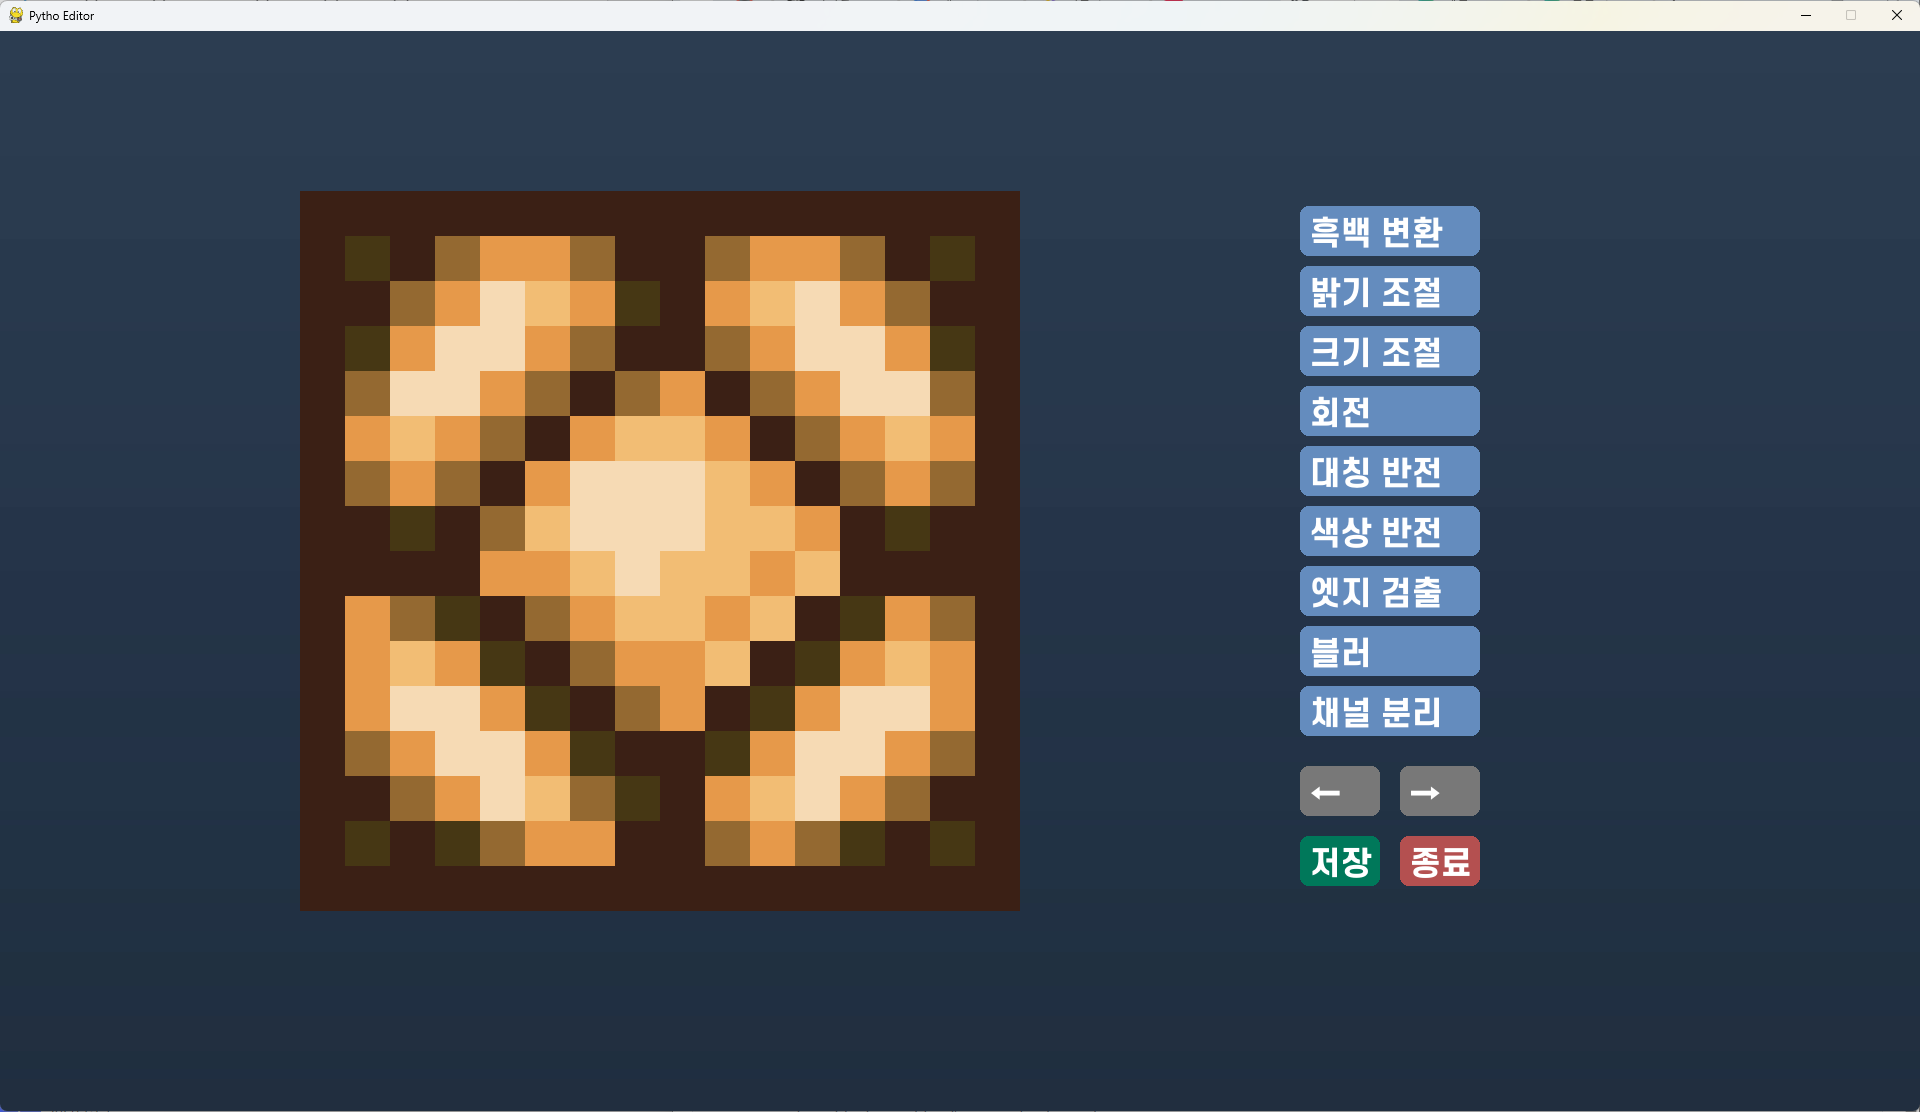 Pytho Editor
흑백 변환
밝기 조절
크기 조절
회전
대칭 반전
색상 반전
엣지 검출
블러
채널 분리
← →
저장 종료